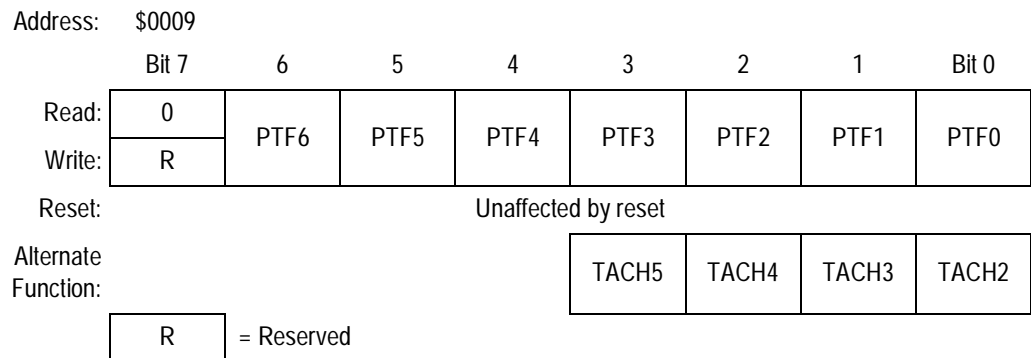 Address: $0009
Bit 7 6 5 4 3 2 1 Bit 0
Read: 0 PTF6 PTF5 PTF4 PTF3 PTF2 PTF1 PTF0
Write: R
Reset: Unaffected by reset
Alternate
Function: TACH5 TACH4 TACH3 TACH2
R = Reserved